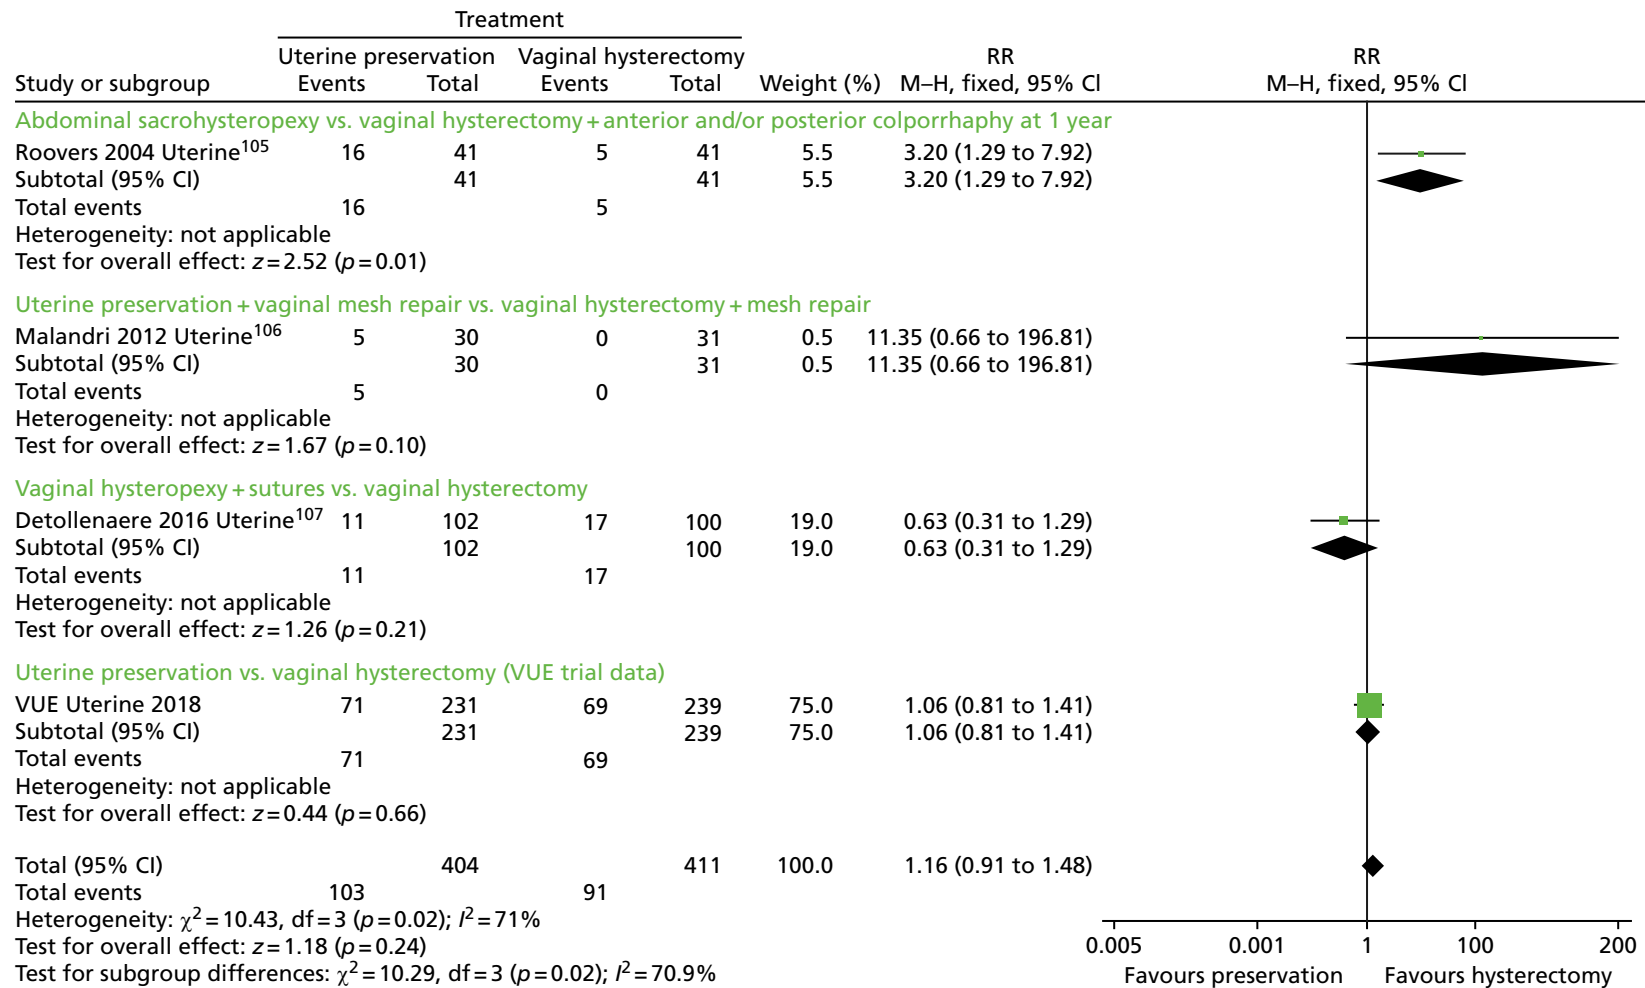 Treatment
Uterine preservation Vaginal hysterectomy RR RR
Study or subgroup Events Total Events Total Weight (%) M–H, fixed, 95% CI M–H, fixed, 95% CI
Abdominal sacrohysteropexy vs. vaginal hysterectomy + anterior and/or posterior colporrhaphy at 1 year
Roovers 2004 Uterine105 16 41 5 41 5.5 3.20 (1.29 to 7.92)
Subtotal (95% CI) 41 41 5.5 3.20 (1.29 to 7.92)
Total events 16 5
Heterogeneity: not applicable
Test for overall effect: z = 2.52 (p = 0.01)
Uterine preservation + vaginal mesh repair vs. vaginal hysterectomy + mesh repair
Malandri 2012 Uterine106 5 30 0 31 0.5 11.35 (0.66 to 196.81)
Subtotal (95% CI) 30 31 0.5 11.35 (0.66 to 196.81)
Total events 5 0
Heterogeneity: not applicable
Test for overall effect: z = 1.67 (p = 0.10)
Vaginal hysteropexy + sutures vs. vaginal hysterectomy
Detollenaere 2016 Uterine107 11 102 17 100 19.0 0.63 (0.31 to 1.29)
Subtotal (95% CI) 102 100 19.0 0.63 (0.31 to 1.29)
Total events 11 17
Heterogeneity: not applicable
Test for overall effect: z = 1.26 (p = 0.21)
Uterine preservation vs. vaginal hysterectomy (VUE trial data)
VUE Uterine 2018 71 231 69 239 75.0 1.06 (0.81 to 1.41)
Subtotal (95% CI) 231 239 75.0 1.06 (0.81 to 1.41)
Total events 71 69
Heterogeneity: not applicable
Test for overall effect: z = 0.44 (p = 0.66)
Total (95% CI) 404 411 100.0 1.16 (0.91 to 1.48)
Total events 103 91
Heterogeneity: χ2 = 10.43, df = 3 (p = 0.02); I2 = 71%
Test for overall effect: z = 1.18 (p = 0.24) 0.005 0.001 1 100 200
Test for subgroup differences: χ2 = 10.29, df = 3 (p = 0.02); I2 = 70.9% Favours preservation Favours hysterectomy